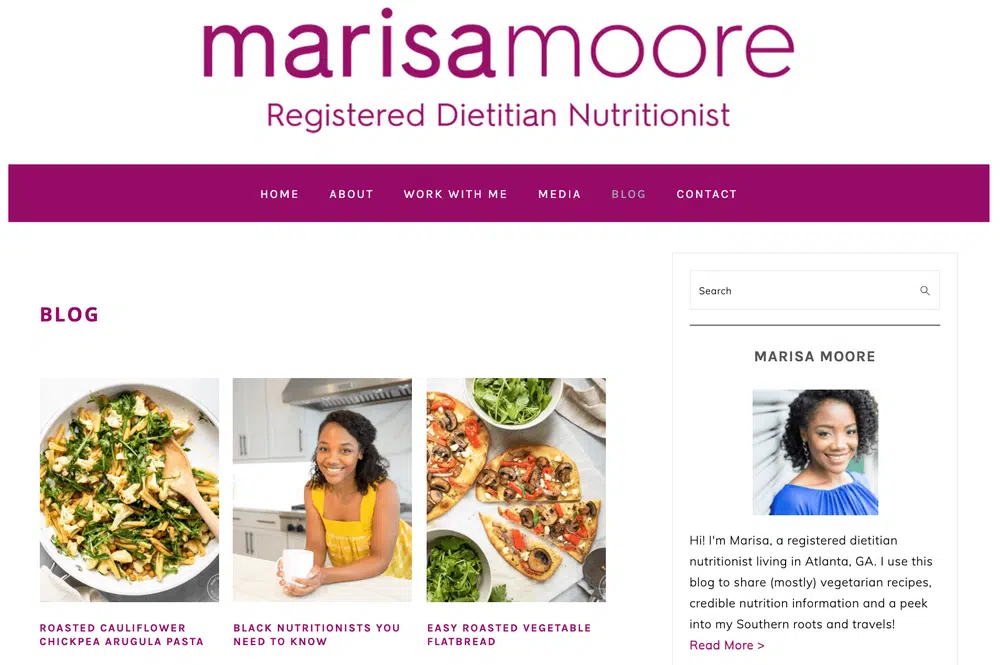 marisamoore
Registered Dietitian Nutritionist
HOME ABOUT WORK WITH ME MEDIA BLOG CONTACT
BLOG
ROASTED CAULIFLOWER
CHICKPEA ARUGULA PASTA
BLACK NUTRITIONISTS YOU
NEED TO KNOW
EASY ROASTED VEGETABLE
FLATBREAD
Search
MARISA MOORE
Hi! I'm Marisa, a registered dietitian
nutritionist living in Atlanta, GA. I use this
blog to share (mostly) vegetarian recipes,
credible nutrition information and a peek
into my Southern roots and travels!
Read More >